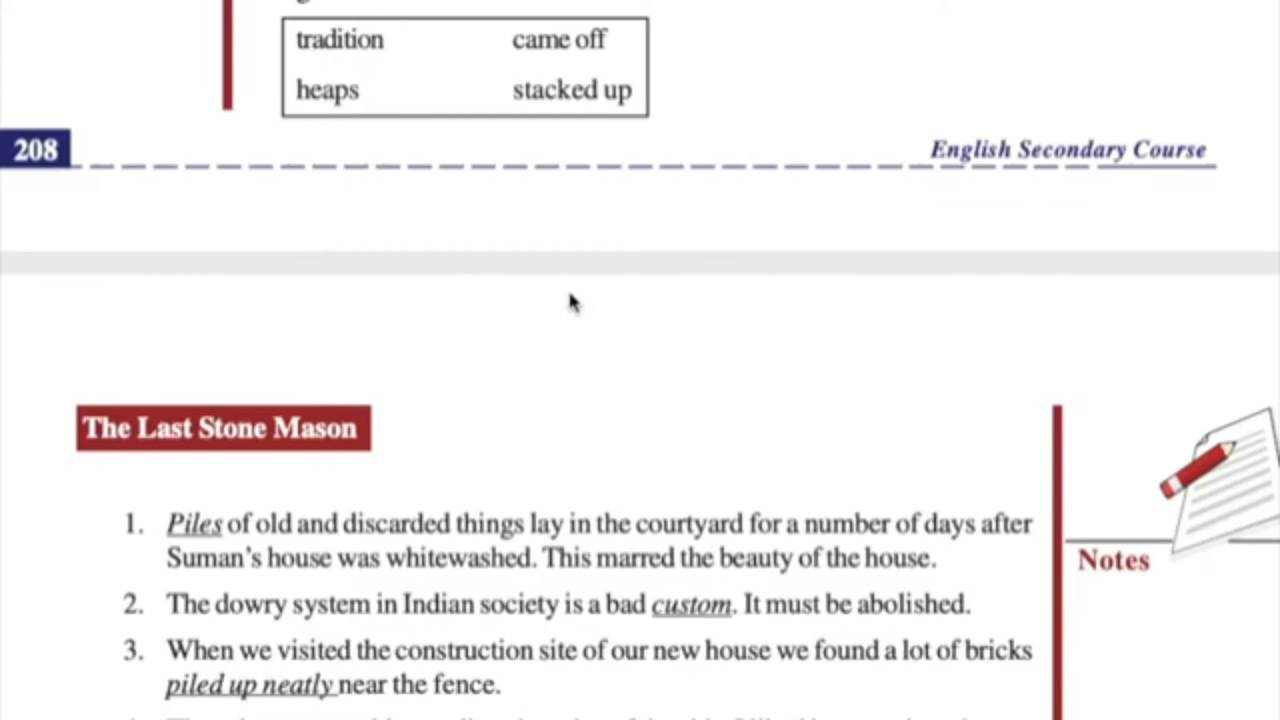 tradition came off
heaps stacked up
208
English Secondary Course
The Last Stone Mason
1. Piles of old and discarded things lay in the courtyard for a number of days after
Suman's house was whitewashed. This marred the beauty of the house.
Notes
2. The dowry system in Indian society is a bad custom. It must be abolished.
3. When we visited the construction site of our new house we found a lot of bricks
piled up neatly near the fence.